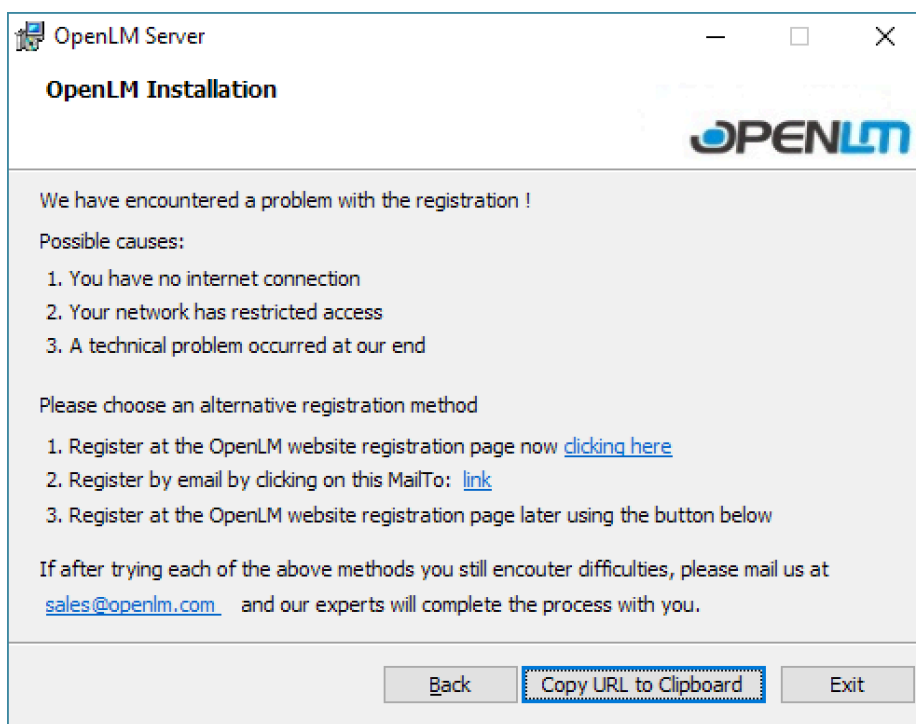 OpenLM Server
OpenLM Installation
OPENLM
We have encountered a problem with the registration !
Possible causes:
1. You have no internet connection
2. Your network has restricted access
3. A technical problem occurred at our end
Please choose an alternative registration method
1. Register at the OpenLM website registration page now clicking here
2. Register by email by clicking on this MailTo: link
3. Register at the OpenLM website registration page later using the button below
If after trying each of the above methods you still encouter difficulties, please mail us at
sales@openlm.com and our experts will complete the process with you.
Back Copy URL to Clipboard Exit